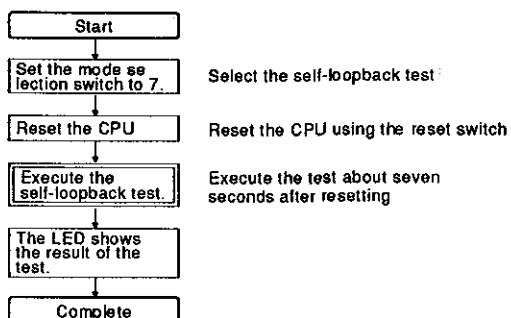 Start
Set the mode se
lection switch to 7.
Select the self-loopback test
Reset the CPU
Reset the CPU using the reset switch
Execute the
self-loopback test.
Execute the test about seven
seconds after resetting
The LED shows
the result of the
test.
Complete